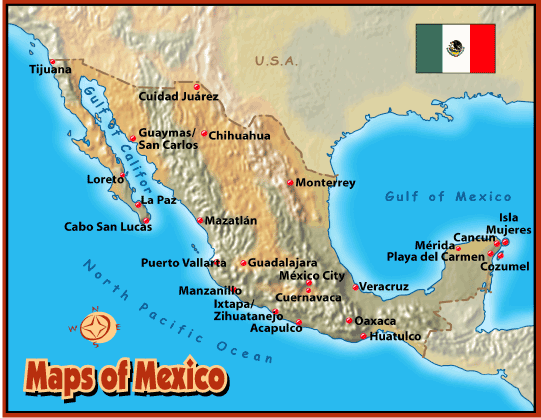 U.S.A.
Tijuana
Cuidad Juárez
Gulf of Califor
Guaymas/
San Carlos
Chihuahua
Loreto
Monterrey
La Paz
Gulf of Mexico
Isla
Mujeres
Cabo San Lucas
Mazatlán
Cancun
Mérida
Playa del Carmen
Cozumel
Puerto Vallarta
Guadalajara
México City
Manzanillo
Cuernavaca
Veracruz
Ixtapa/
Zihuatanejo
Acapulco
Oaxaca
Huatulco
North Pacific Ocean
N
W
E
S
Maps of Mexico